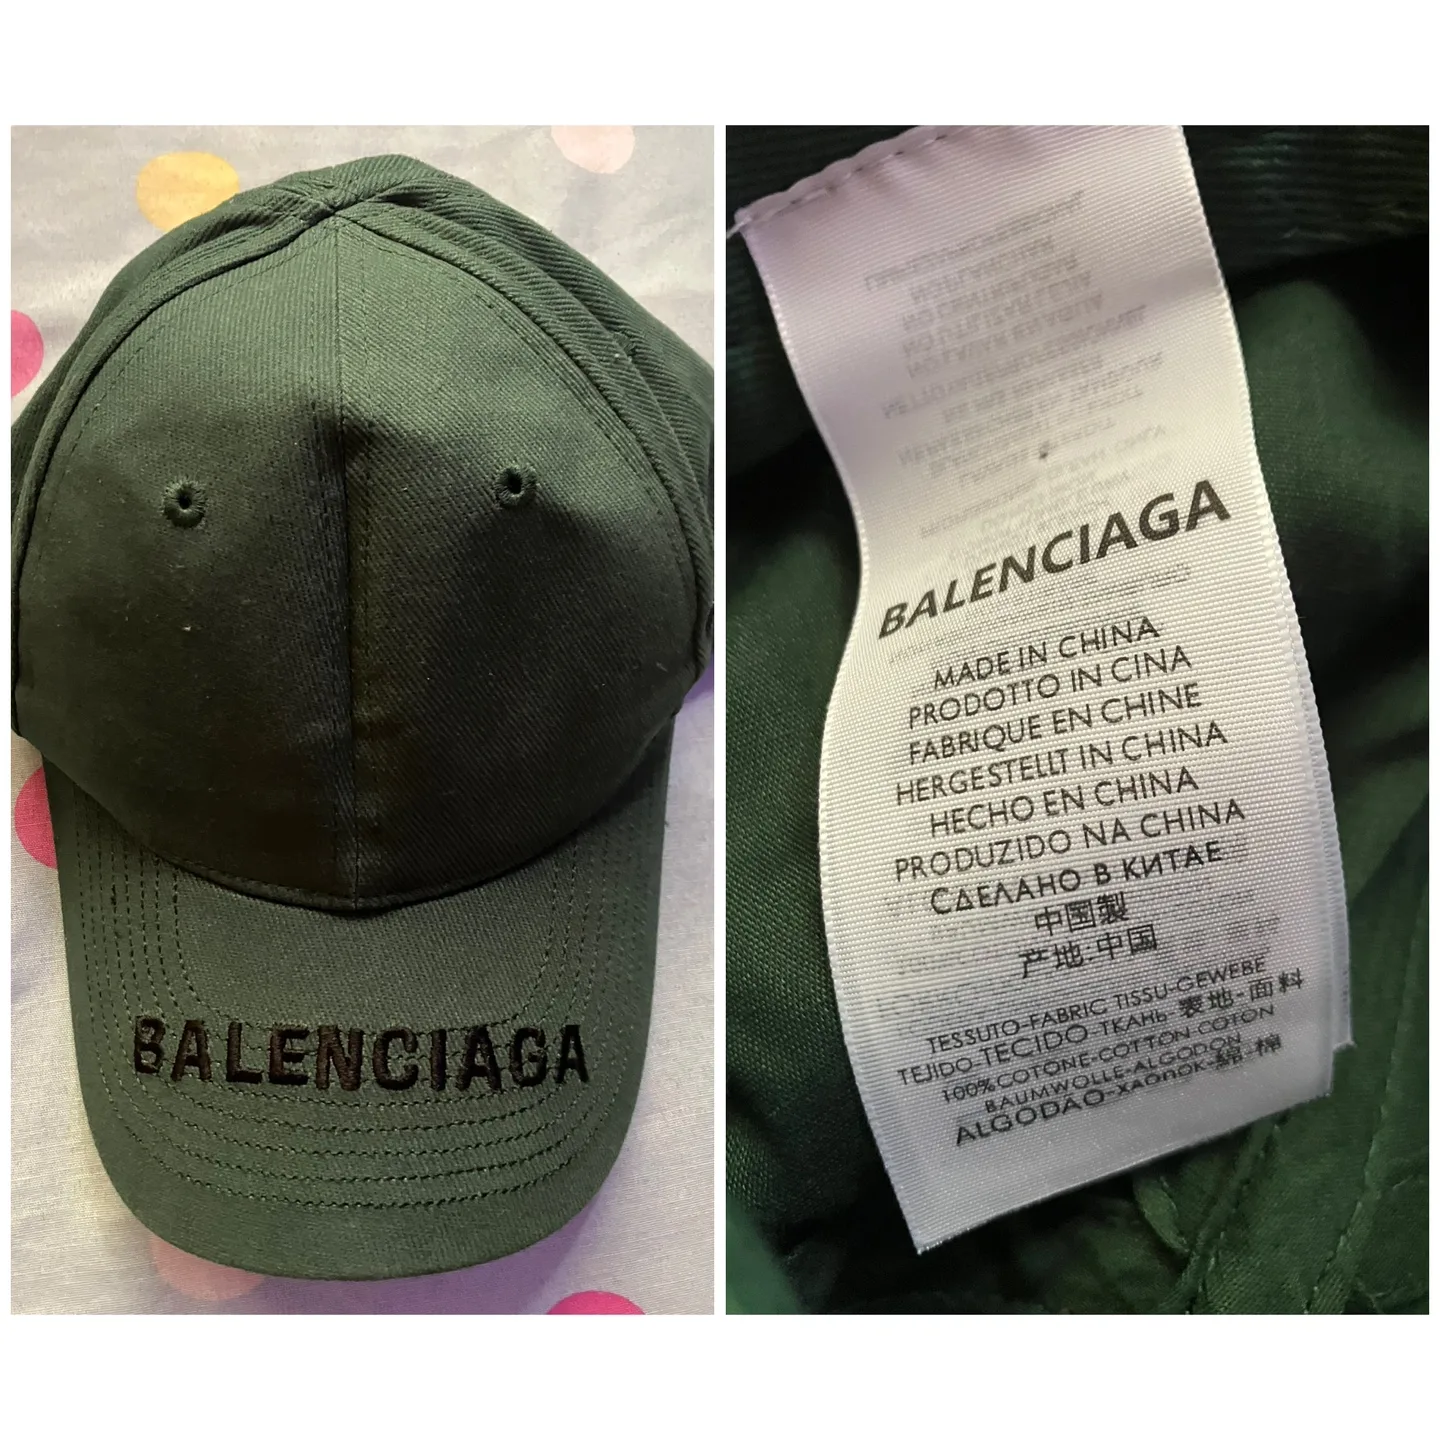 BALENCIAGA
BALENCIAGA
MADE IN CHINA
PRODOTTO IN CINA
FABRIQUE EN CHINE
HERGESTELLT IN CHINA
HECHO EN CHINA
PRODUZIDO NA CHINA
СДЕЛАНО В КИТАЕ
中国製
产地:中国
TESSUTO-FABRIC TISSU-GEWEBE
TEJIDO-TECIDO-ТКАНЬ-表地-面料
100%COTONE-COTTON-COTON
BAUMWOLLE-ALGODON
ALGODAO-ХЛОПОК-綿-棉